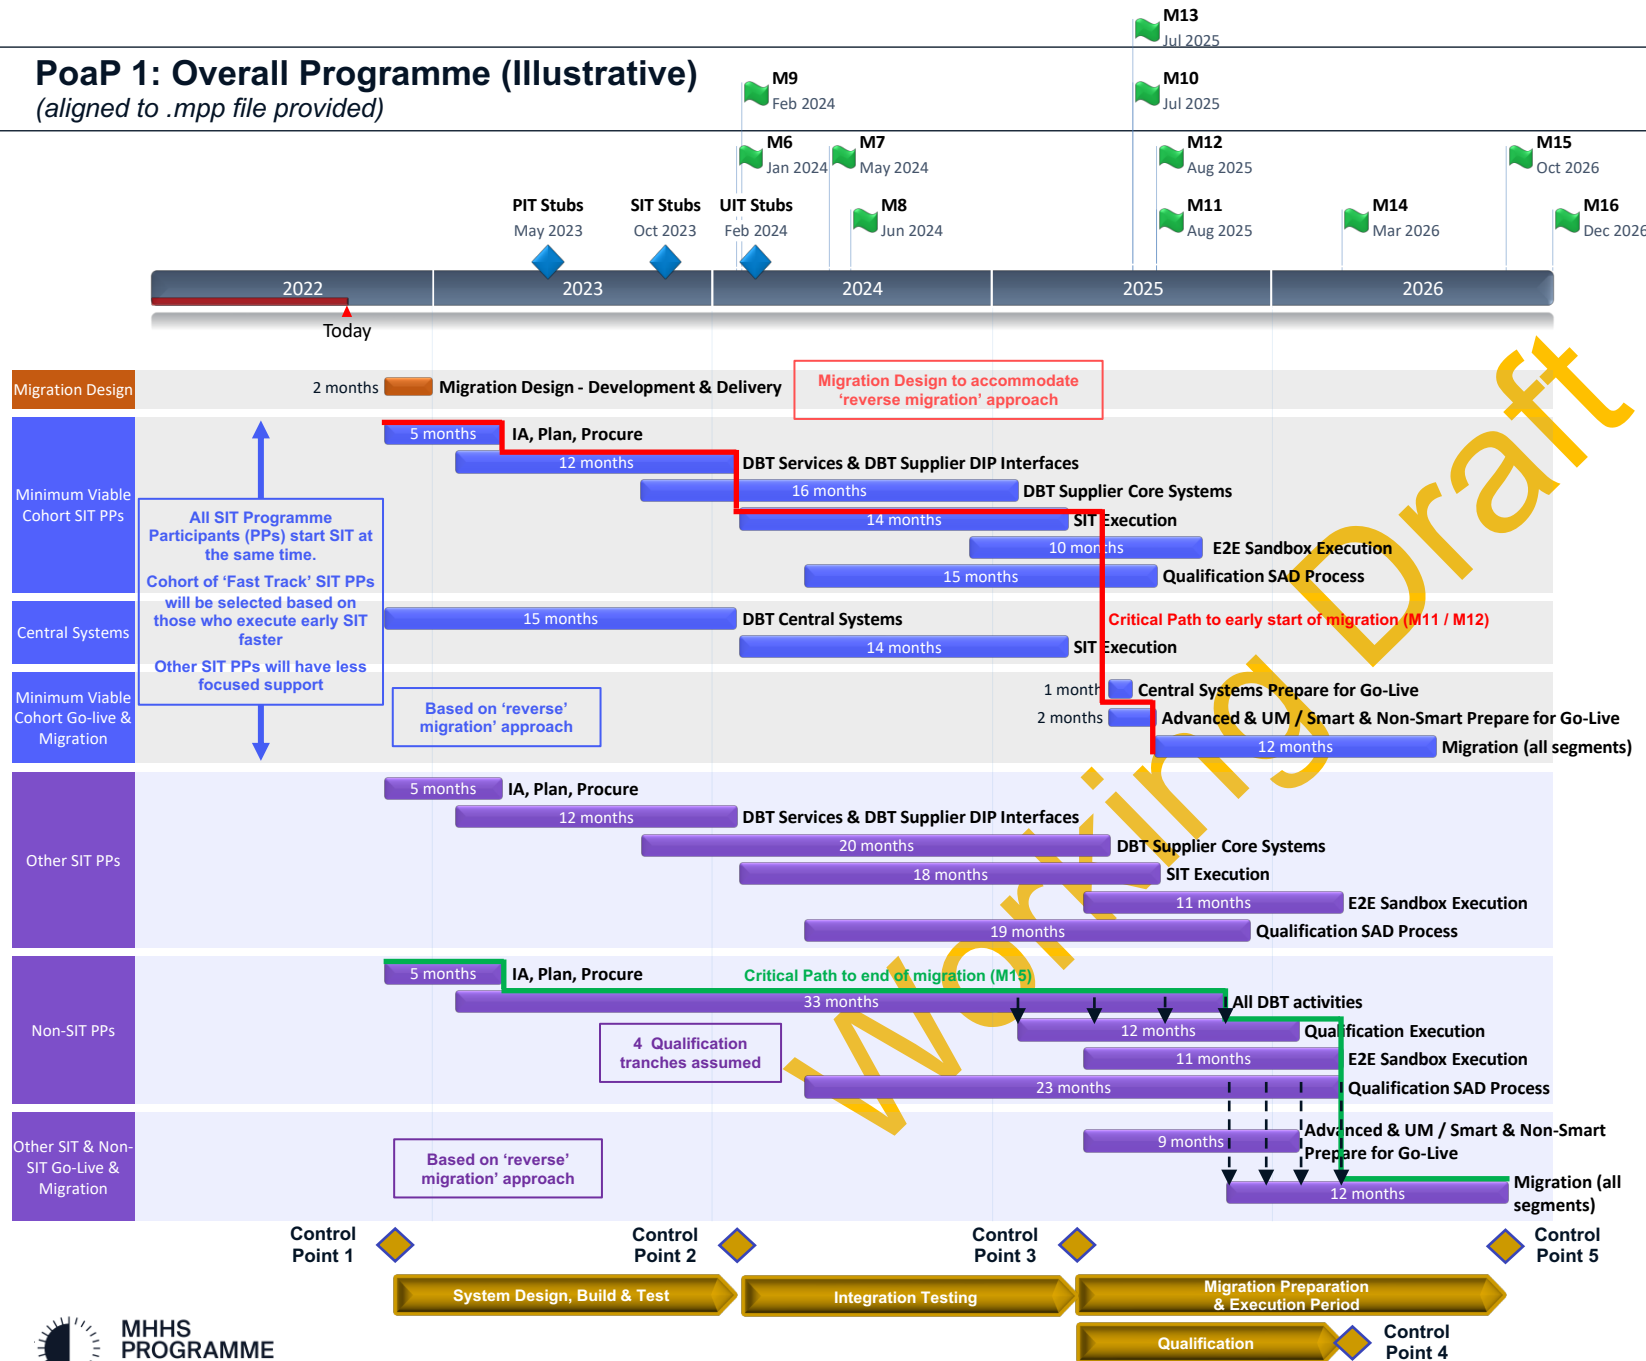 M13
Jul 2025
PoaP 1: Overall Programme (Illustrative)
(aligned to .mpp file provided)
M9
Feb 2024
M10
Jul 2025
M6
Jan 2024
M7
May 2024
M12
Aug 2025
M15
Oct 2026
PIT Stubs
May 2023
SIT Stubs
Oct 2023
UIT Stubs
Feb 2024
M8
Jun 2024
M11
Aug 2025
M14
Mar 2026
M16
Dec 2026
2022
2023
2024
2025
2026
Today
Migration Design
2 months
Migration Design - Development & Delivery
Migration Design to accommodate
‘reverse migration’ approach
Minimum Viable
Cohort SIT PPs
5 months
IA, Plan, Procure
12 months
DBT Services & DBT Supplier DIP Interfaces
16 months
DBT Supplier Core Systems
14 months
SIT Execution
10 months
E2E Sandbox Execution
15 months
Qualification SAD Process
All SIT Programme
Participants (PPs) start SIT at
the same time.
Cohort of ‘Fast Track’ SIT PPs
will be selected based on
those who execute early SIT
faster
Other SIT PPs will have less
focused support
Central Systems
15 months
DBT Central Systems
14 months
SIT Execution
Critical Path to early start of migration (M11 / M12)
Minimum Viable
Cohort Go-live &
Migration
Based on ‘reverse’
migration’ approach
1 month
Central Systems Prepare for Go-Live
2 months
Advanced & UM / Smart & Non-Smart Prepare for Go-Live
12 months
Migration (all segments)
Other SIT PPs
5 months
IA, Plan, Procure
12 months
DBT Services & DBT Supplier DIP Interfaces
20 months
DBT Supplier Core Systems
18 months
SIT Execution
11 months
E2E Sandbox Execution
19 months
Qualification SAD Process
Non-SIT PPs
5 months
IA, Plan, Procure
Critical Path to end of migration (M15)
33 months
All DBT activities
4 Qualification
tranches assumed
12 months
Qualification Execution
11 months
E2E Sandbox Execution
23 months
Qualification SAD Process
Other SIT & Non-
SIT Go-Live &
Migration
Based on ‘reverse’
migration’ approach
9 months
Advanced & UM / Smart & Non-Smart
Prepare for Go-Live
12 months
Migration (all
segments)
Working Draft
Control
Point 1
Control
Point 2
Control
Point 3
Control
Point 5
System Design, Build & Test
Integration Testing
Migration Preparation
& Execution Period
Qualification
Control
Point 4
MHHS
PROGRAMME